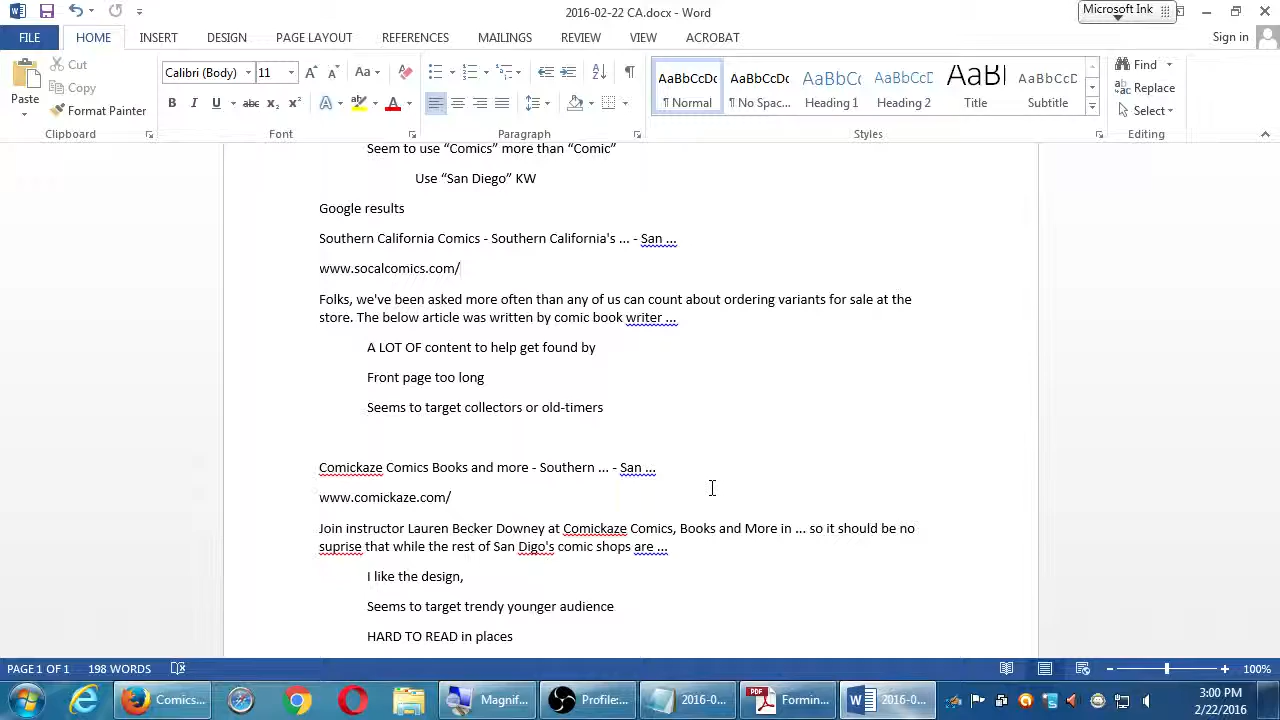 2016-02-22 CA.docx - Word
Microsoft Ink
FILE HOME INSERT DESIGN PAGE LAYOUT REFERENCES MAILINGS REVIEW VIEW ACROBAT Sign in
Paste
Cut
Copy
Format Painter
Clipboard
Calibri (Body) 11
Font
Paragraph
AaBbCcDc AaBbCcDc AaBbCc AaBbCcD AaB AaBbCcD
¶ Normal ¶ No Spac... Heading 1 Heading 2 Title Subtitle
Styles
Find
Replace
Select
Editing
Seem to use “Comics” more than “Comic”
Use “San Diego” KW
Google results
Southern California Comics - Southern California's ... - San ...
www.socalcomics.com/
Folks, we've been asked more often than any of us can count about ordering variants for sale at the
store. The below article was written by comic book writer ...
A LOT OF content to help get found by
Front page too long
Seems to target collectors or old-timers
Comickaze Comics Books and more - Southern ... - San ...
www.comickaze.com/
Join instructor Lauren Becker Downey at Comickaze Comics, Books and More in ... so it should be no
suprise that while the rest of San Digo's comic shops are ...
I like the design,
Seems to target trendy younger audience
HARD TO READ in places
PAGE 1 OF 1 198 WORDS 100%
Comics... Magnif... Profile:... 2016-0... Formin... 2016-0...
3:00 PM
2/22/2016